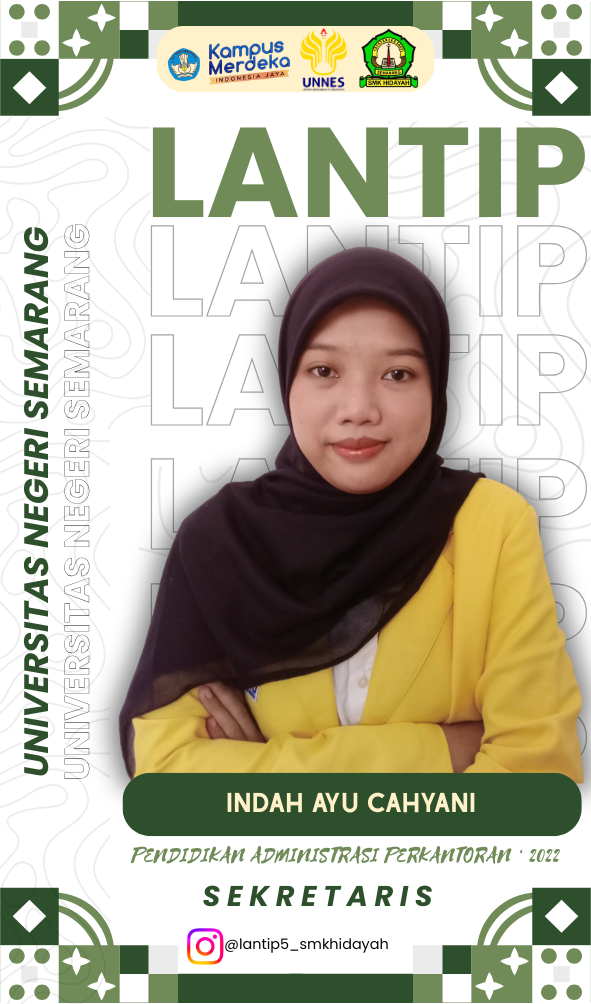 Kampus
Merdeka
INDONESIA JAYA
UNNES
SMK HIDAYAH
LANTIP
LANTIP
LANTIP
LANTIP
UNIVERSITAS NEGERI SEMARANG
UNIVERSITAS NEGERI SEMARANG
INDAH AYU CAHYANI
PENDIDIKAN ADMINISTRASI PERKANTORAN ' 2022
SEKRETARIS
@lantip5_smkhidayah